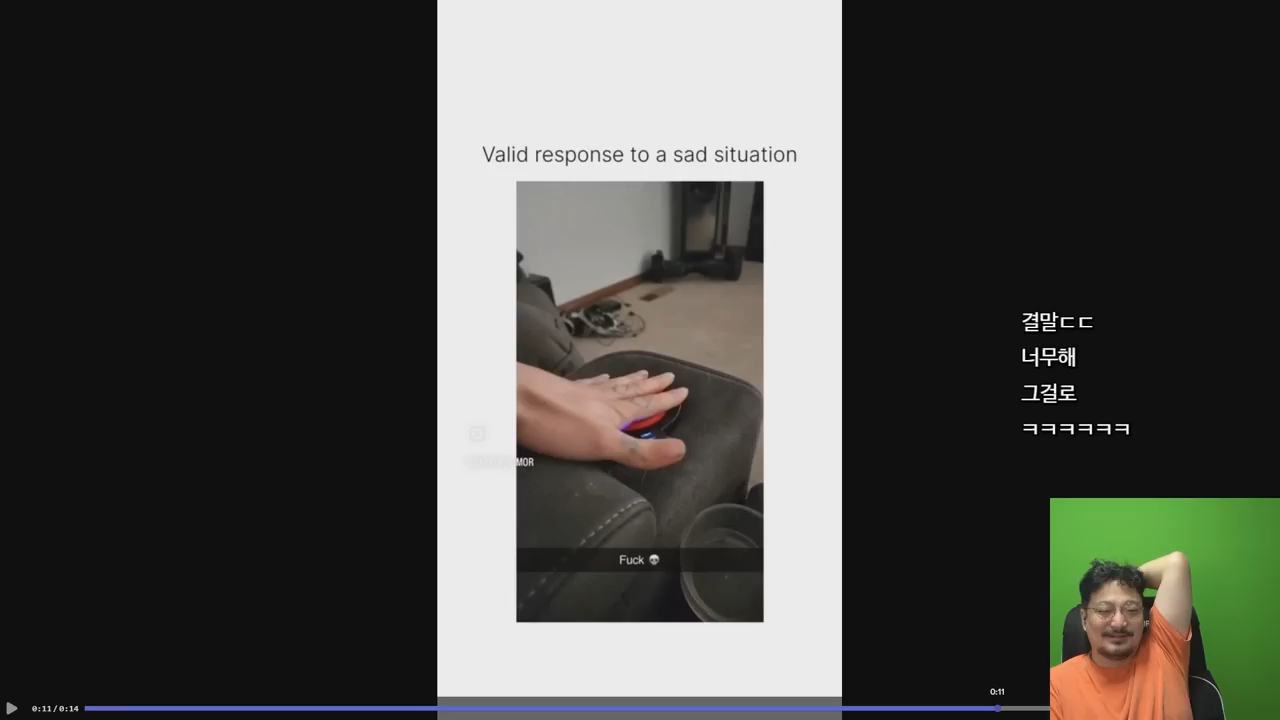 Valid response to a sad situation
결말ㄷㄷ
너무해
그걸로
ㅋㅋㅋㅋㅋㅋ
MOR
Fuck 💀
0:11
0:11 / 0:14